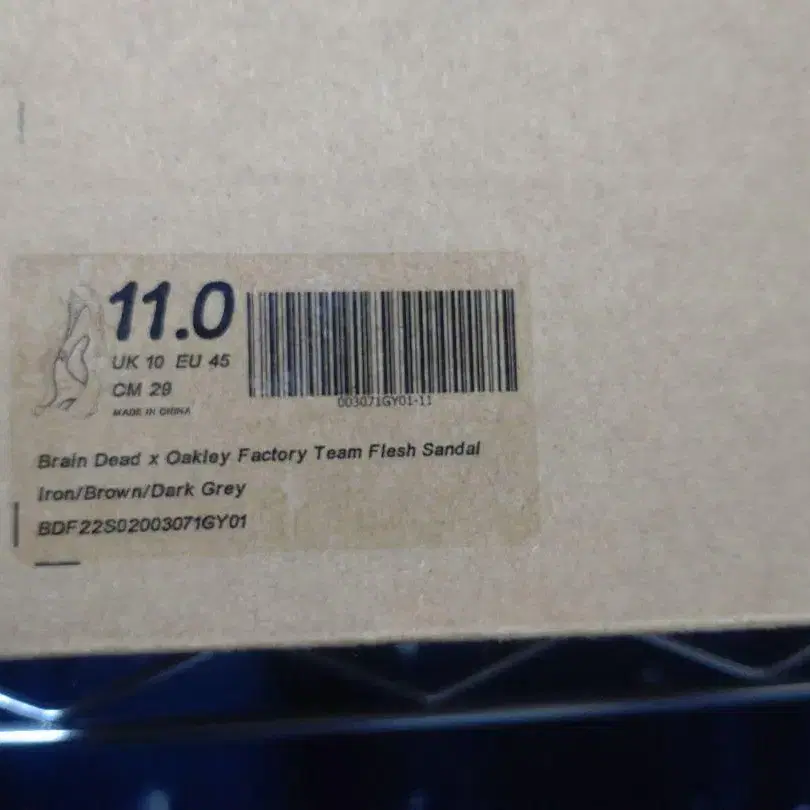 11.0
UK 10 EU 45
CM 29
MADE IN CHINA
003071GY01-11
Brain Dead x Oakley Factory Team Flesh Sandal
Iron/Brown/Dark Grey
BDF22S02003071GY01